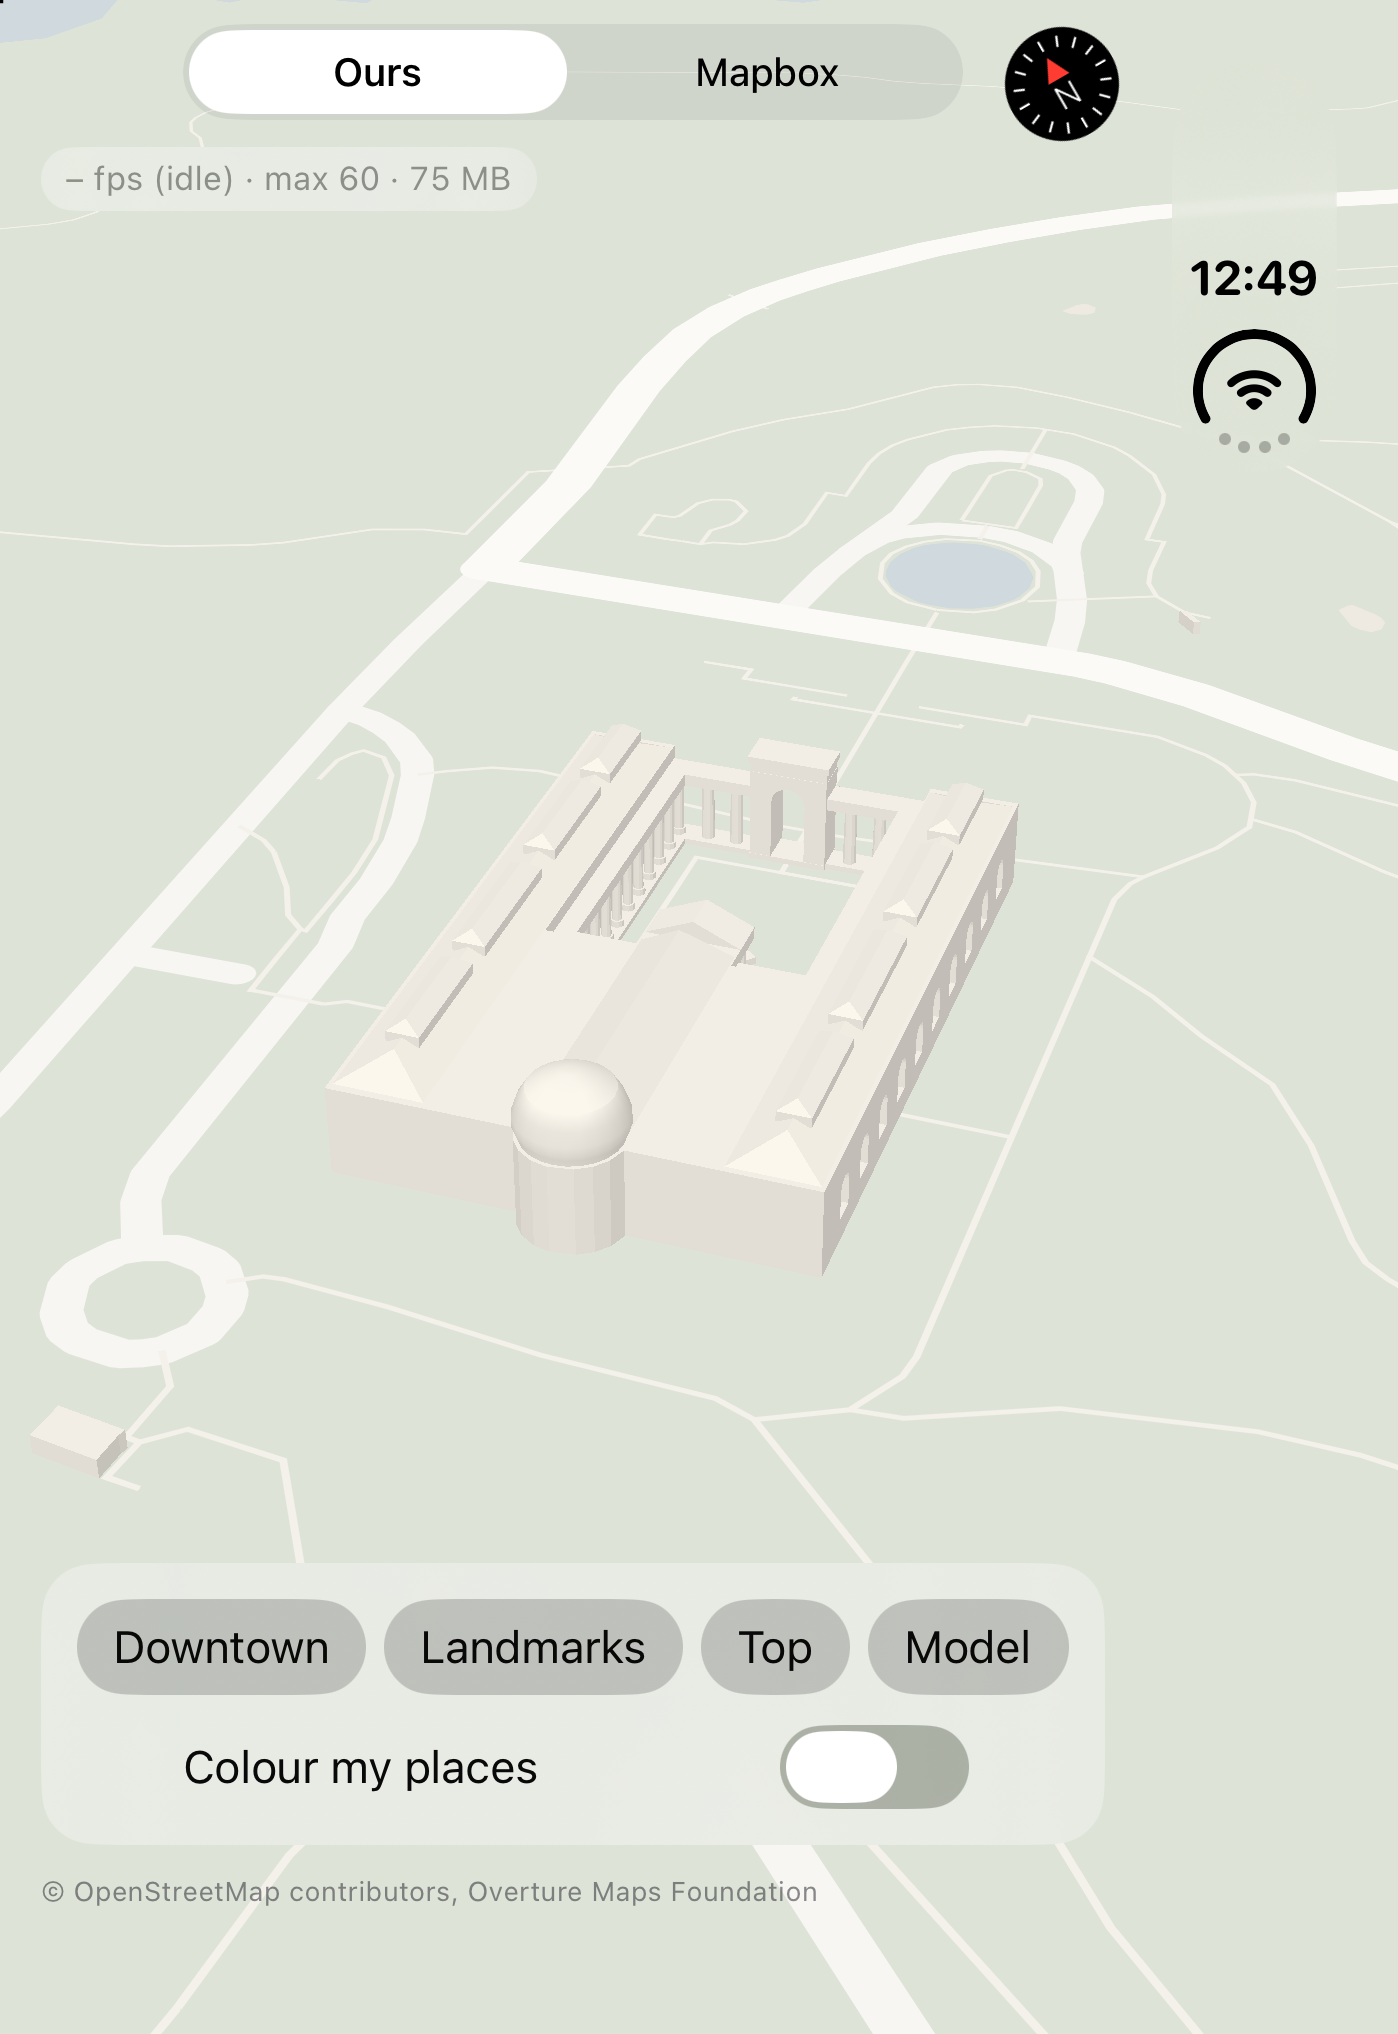 Ours
Mapbox
N
– fps (idle) · max 60 · 75 MB
12:49
Downtown
Landmarks
Top
Model
Colour my places
© OpenStreetMap contributors, Overture Maps Foundation